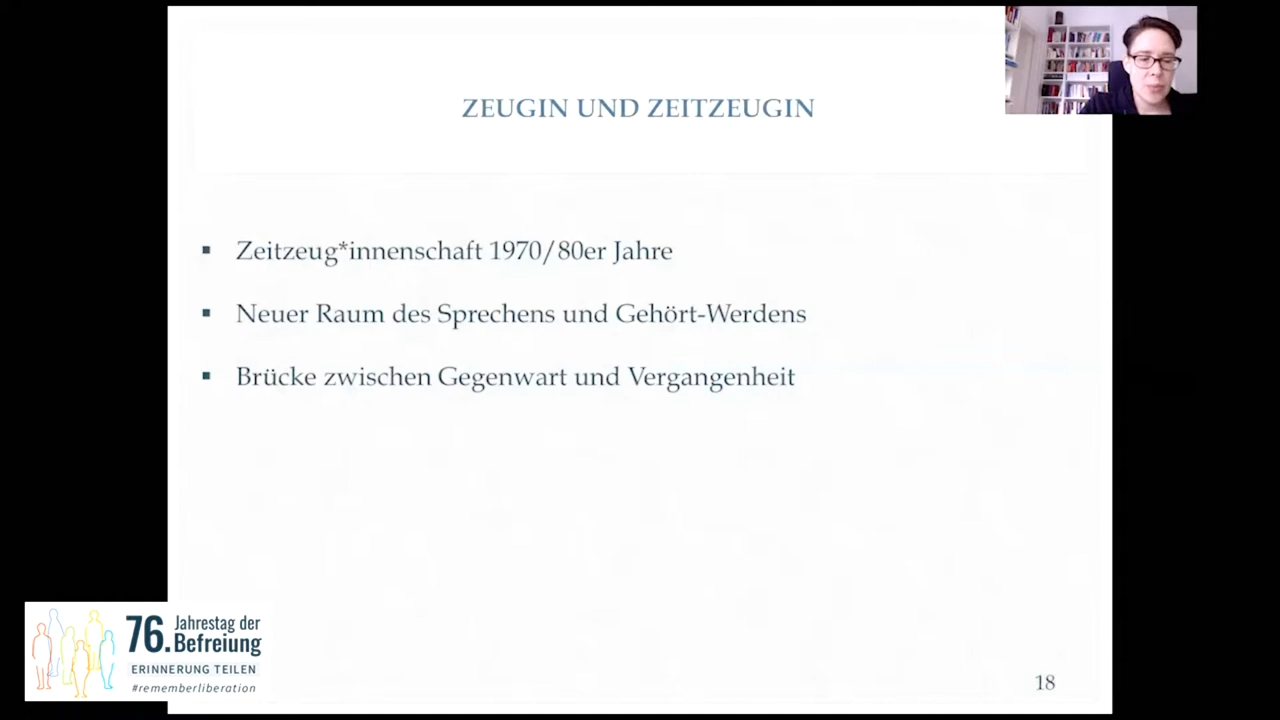 ZEUGIN UND ZEITZEUGIN
Zeitzeug*innenschaft 1970/80er Jahre
Neuer Raum des Sprechens und Gehört-Werdens
Brücke zwischen Gegenwart und Vergangenheit
76. Jahrestag der
Befreiung
ERINNERUNG TEILEN
#rememberliberation
18